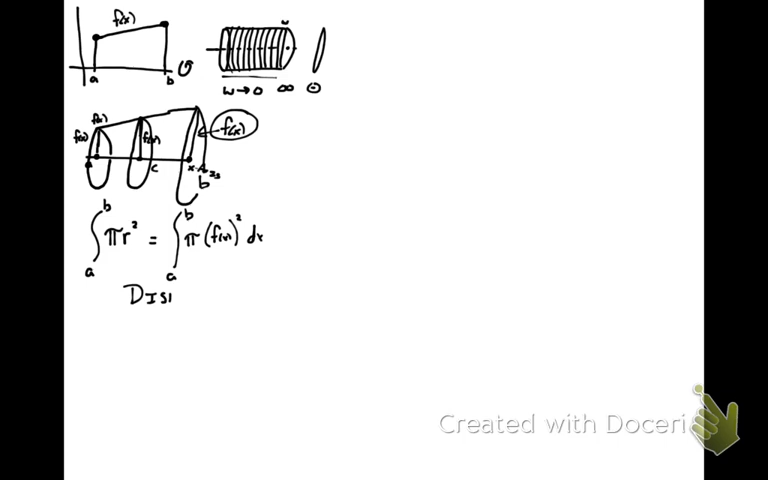 f(x)
a b
w→0 ∞
f(x)
f(x) f(x) f(x)
c
b
∫ₐᵇ πr² = ∫ₐᵇ π(f(x))² dx
DISI
Created with Doceri